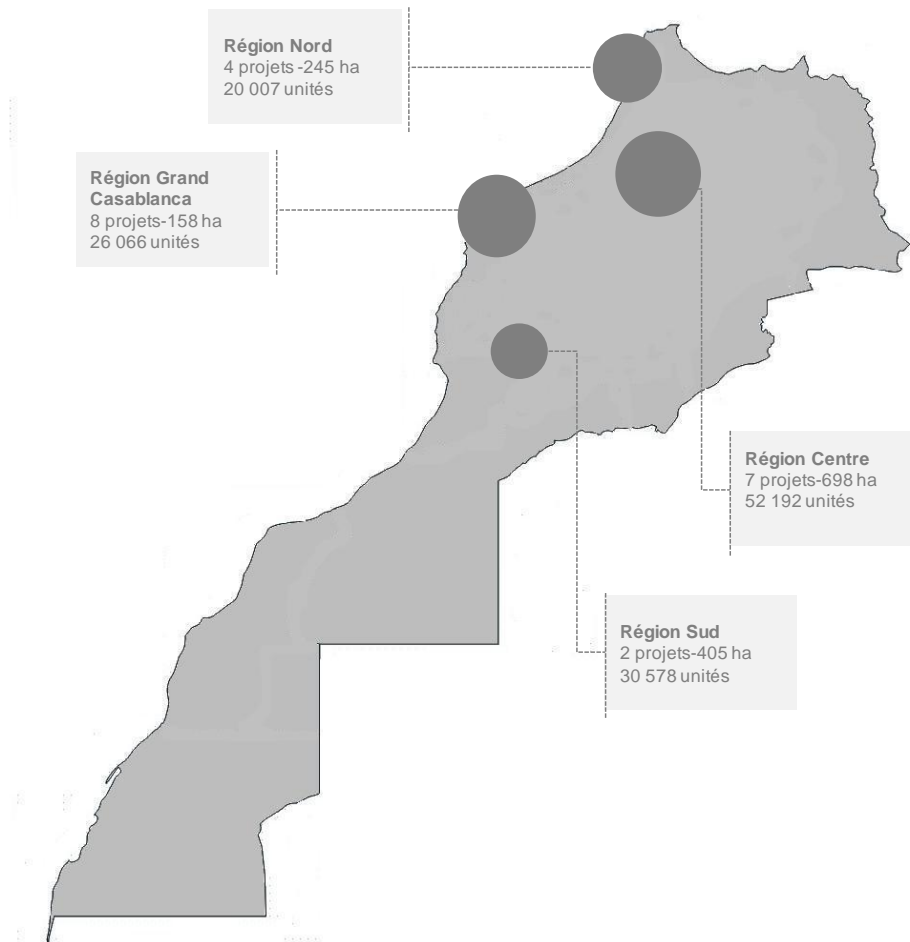 Région Nord
4 projets -245 ha
20 007 unités
Région Grand
Casablanca
8 projets-158 ha
26 066 unités
Région Centre
7 projets-698 ha
52 192 unités
Région Sud
2 projets-405 ha
30 578 unités